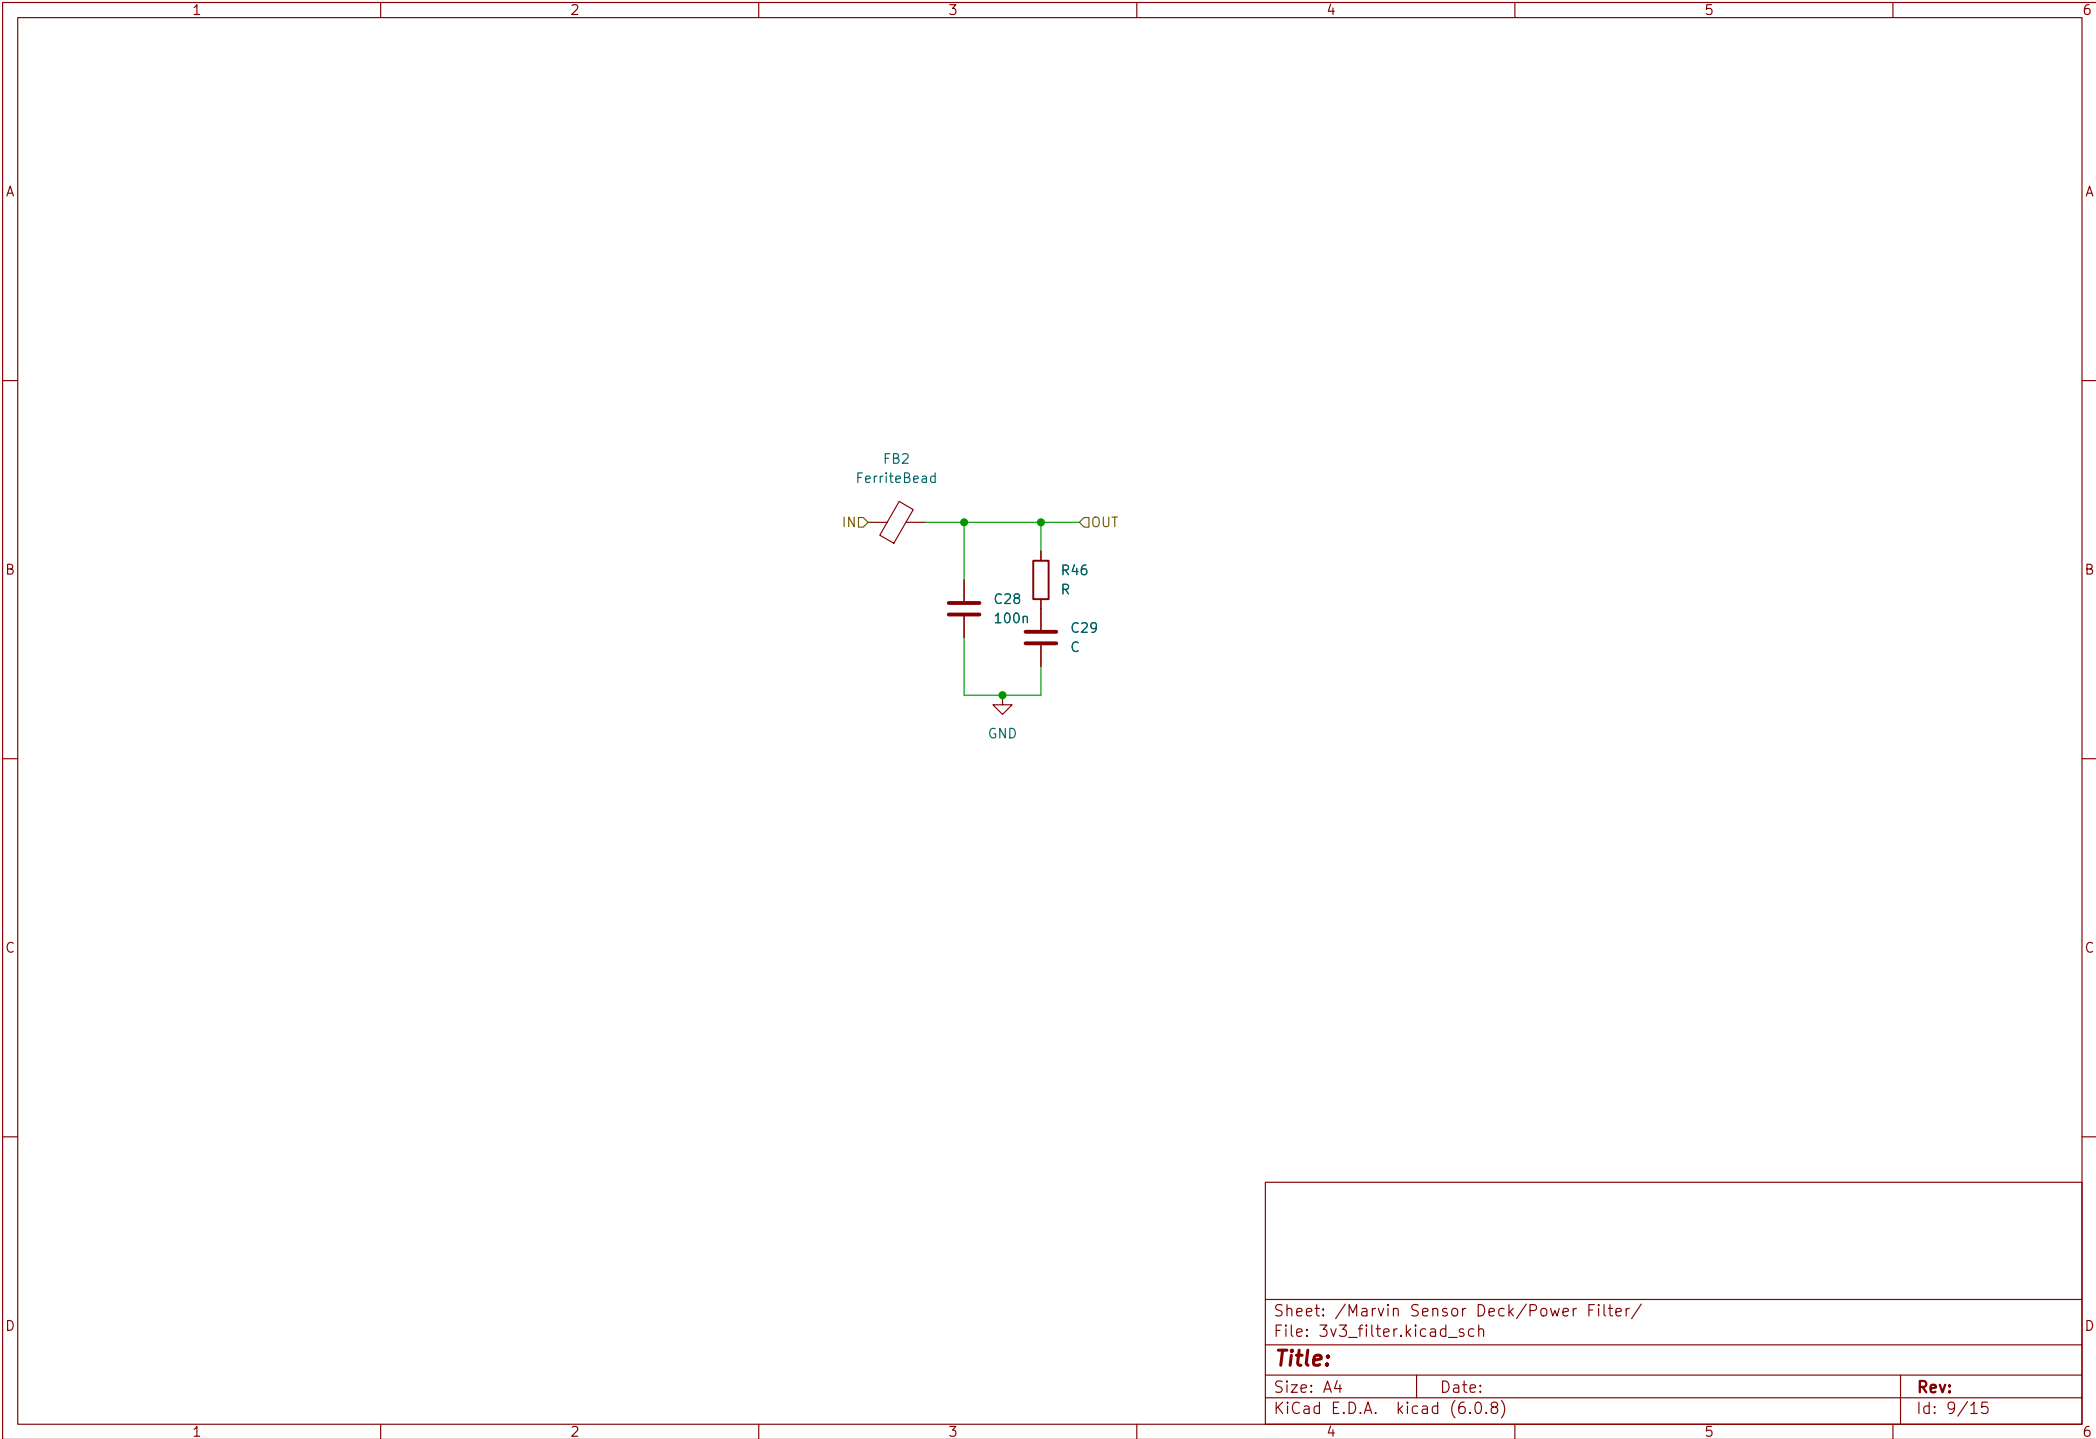 1 2 3 4 5 6
A A
FB2
FerriteBead
IN OUT
B B
R46
R
C28
100n
C29
C
GND
C C
Sheet: /Marvin Sensor Deck/Power Filter/
File: 3v3_filter.kicad_sch
D D
Title:
Size: A4 Date: Rev:
KiCad E.D.A. kicad (6.0.8) Id: 9/15
1 2 3 4 5 6